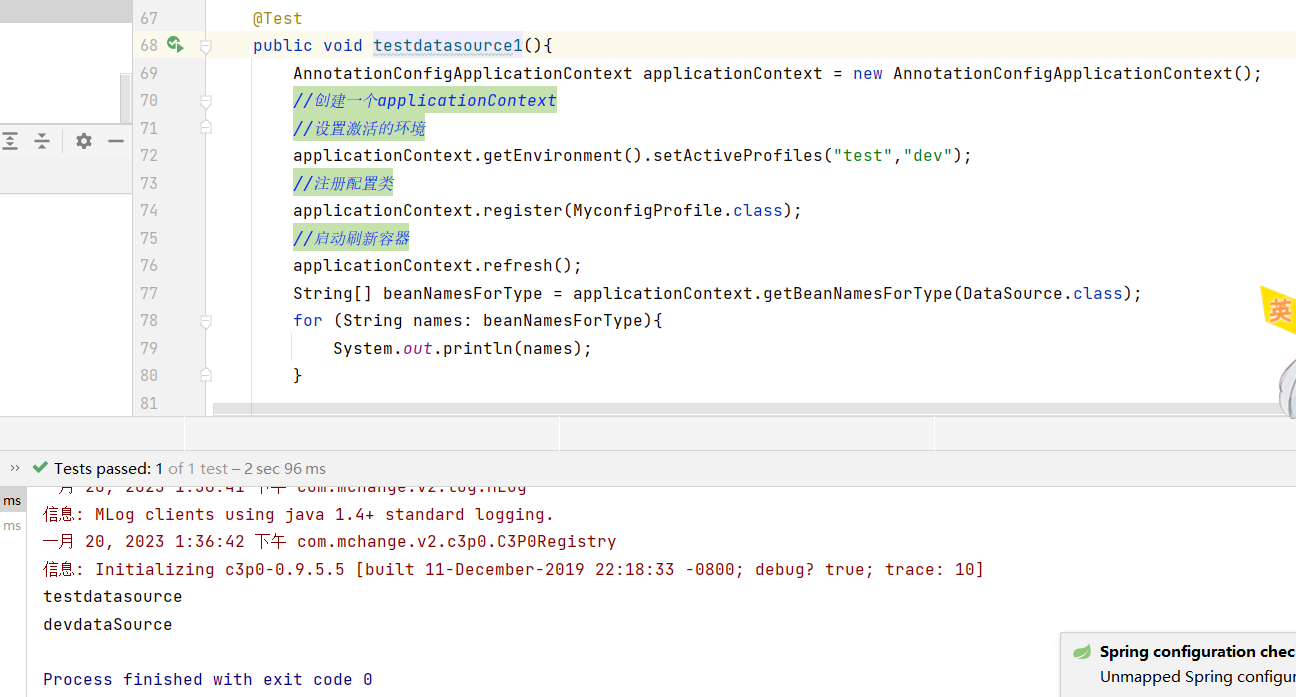 67 @Test
68 public void testdatasource1(){
69 AnnotationConfigApplicationContext applicationContext = new AnnotationConfigApplicationContext();
70 //创建一个applicationContext
71 //设置激活的环境
72 applicationContext.getEnvironment().setActiveProfiles("test","dev");
73 //注册配置类
74 applicationContext.register(MyconfigProfile.class);
75 //启动刷新容器
76 applicationContext.refresh();
77 String[] beanNamesForType = applicationContext.getBeanNamesForType(DataSource.class);
78 for (String names: beanNamesForType){
79 System.out.println(names);
80 }
81
英
›› Tests passed: 1 of 1 test – 2 sec 96 ms
ms
ms
一月 20, 2023 1:36:41 下午 com.mchange.v2.log.MLog
信息: MLog clients using java 1.4+ standard logging.
一月 20, 2023 1:36:42 下午 com.mchange.v2.c3p0.C3P0Registry
信息: Initializing c3p0-0.9.5.5 [built 11-December-2019 22:18:33 -0800; debug? true; trace: 10]
testdatasource
devdataSource
Process finished with exit code 0
Spring configuration chec
Unmapped Spring configur